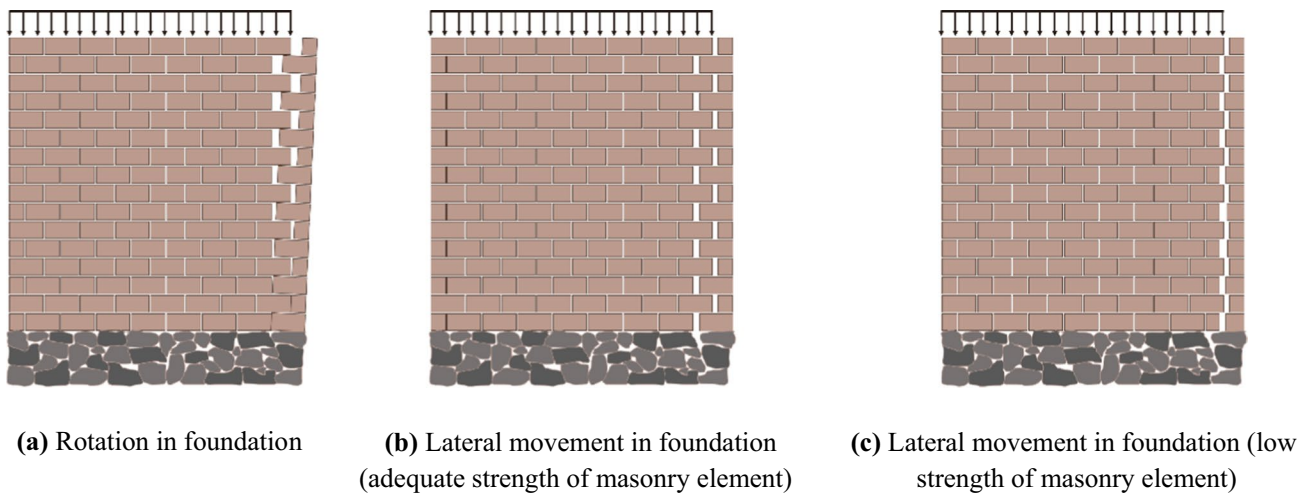 (a) Rotation in foundation
(b) Lateral movement in foundation
(adequate strength of masonry element)
(c) Lateral movement in foundation (low
strength of masonry element)